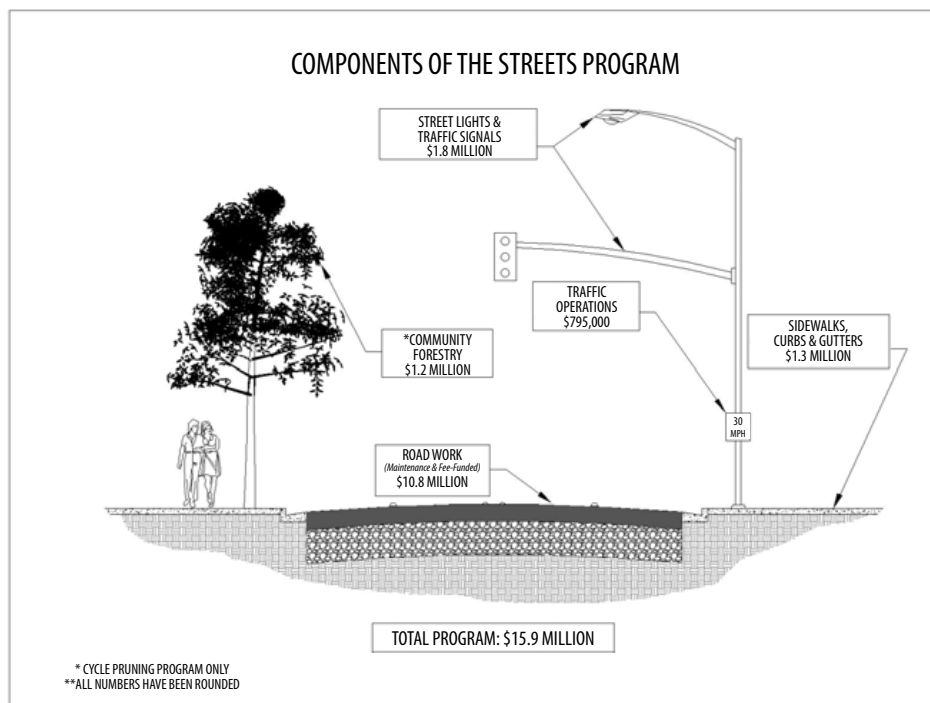 COMPONENTS OF THE STREETS PROGRAM
STREET LIGHTS &
TRAFFIC SIGNALS
$1.8 MILLION
TRAFFIC
OPERATIONS
$795,000
SIDEWALKS,
CURBS & GUTTERS
$1.3 MILLION
*COMMUNITY
FORESTRY
$1.2 MILLION
30
MPH
ROAD WORK
(Maintenance & Fee-Funded)
$10.8 MILLION
TOTAL PROGRAM: $15.9 MILLION
* CYCLE PRUNING PROGRAM ONLY
**ALL NUMBERS HAVE BEEN ROUNDED